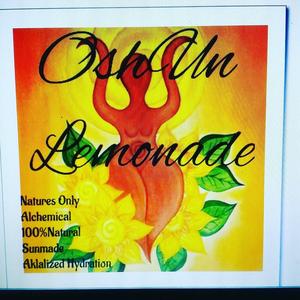 OshUn
Lemonade
Natures Only
Alchemical
100%Natural
Sunmade
Aklalized Hydration